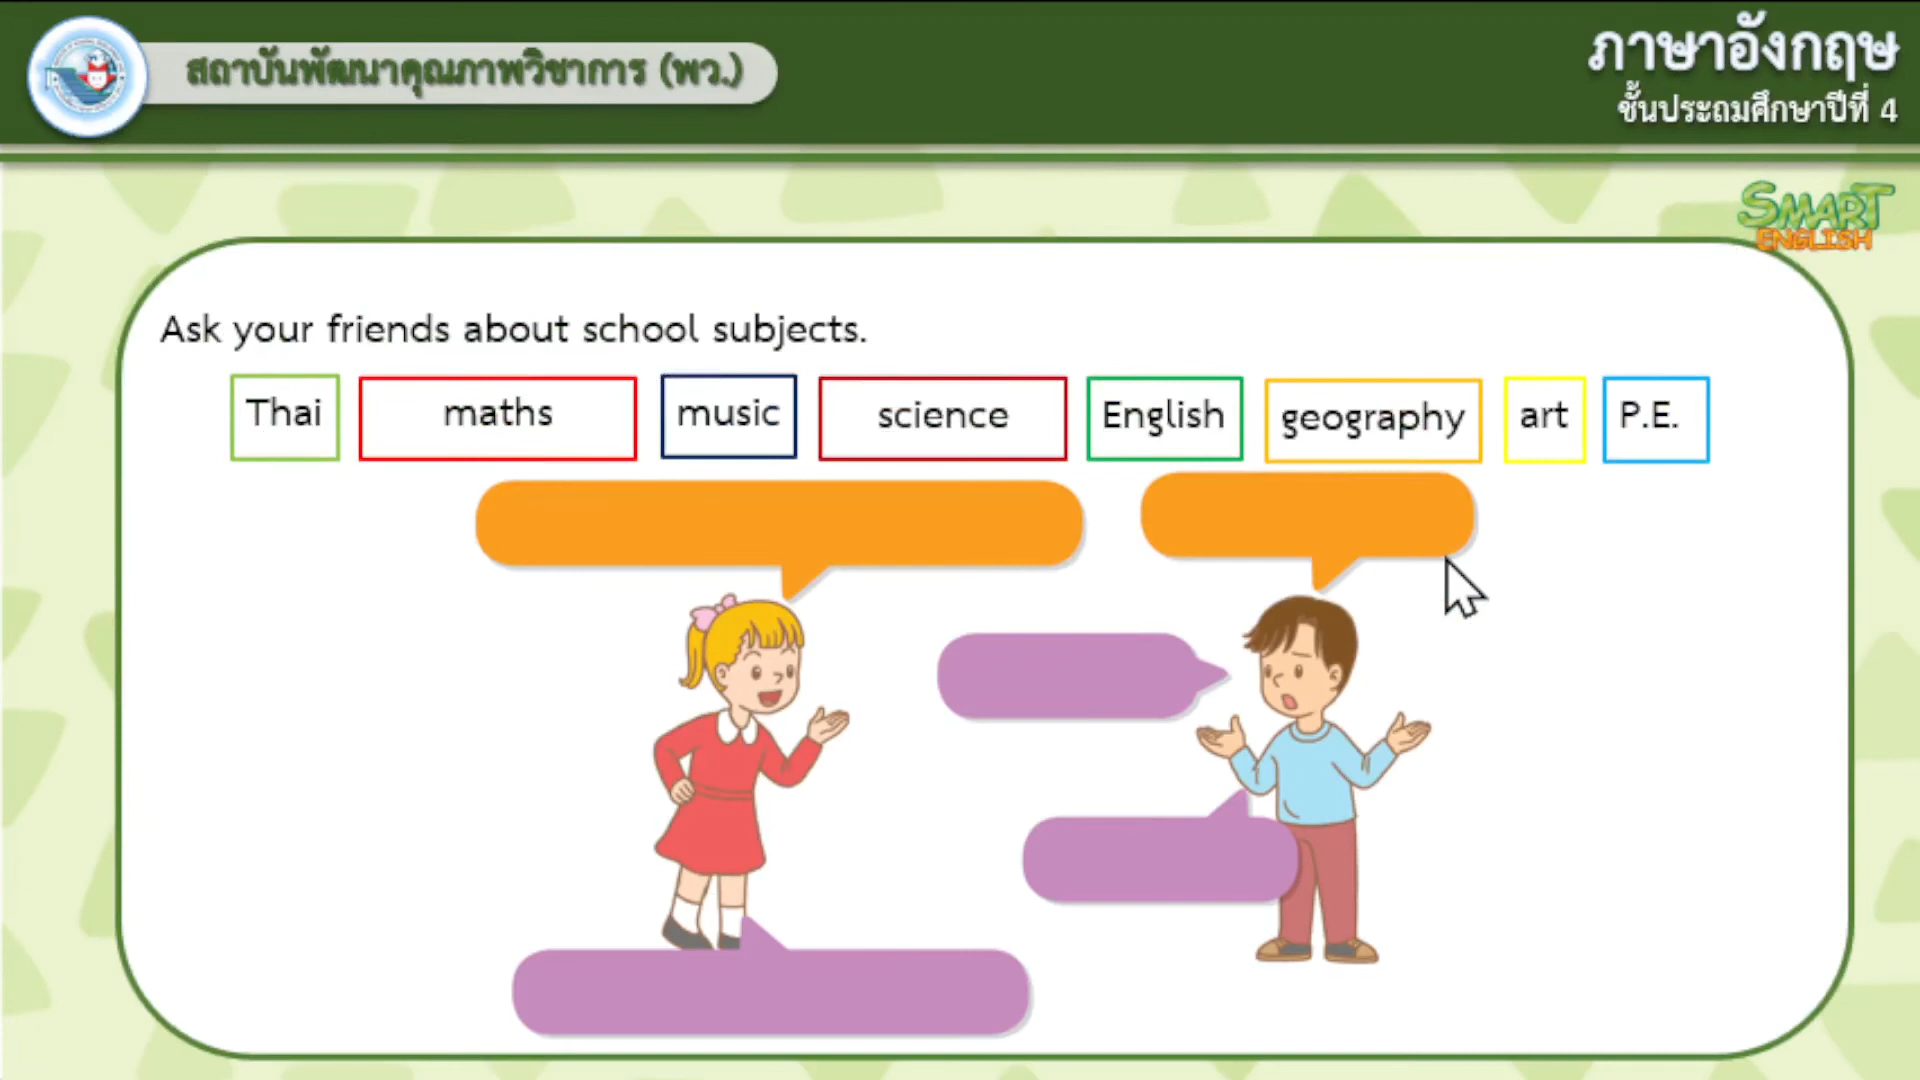 สถาบันพัฒนาคุณภาพวิชาการ (พว.)
ภาษาอังกฤษ
ชั้นประถมศึกษาปีที่ 4
SMART
ENGLISH
Ask your friends about school subjects.
Thai maths music science English geography art P.E.